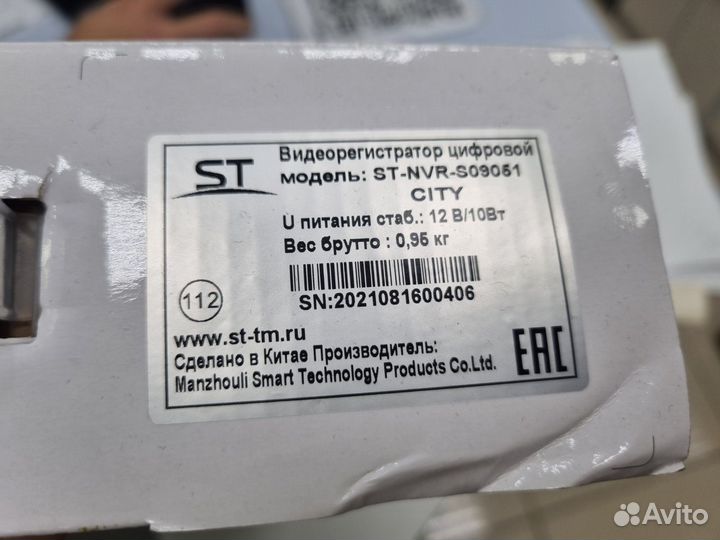 ST
Видеорегистратор цифровой
модель: ST-NVR-S09051
CITY
U питания стаб.: 12 В/10Вт
Вес брутто : 0,95 кг
SN:2021081600406
112
www.st-tm.ru
Сделано в Китае Производитель:
Manzhouli Smart Technology Products Co.Ltd.
EAC
Avito